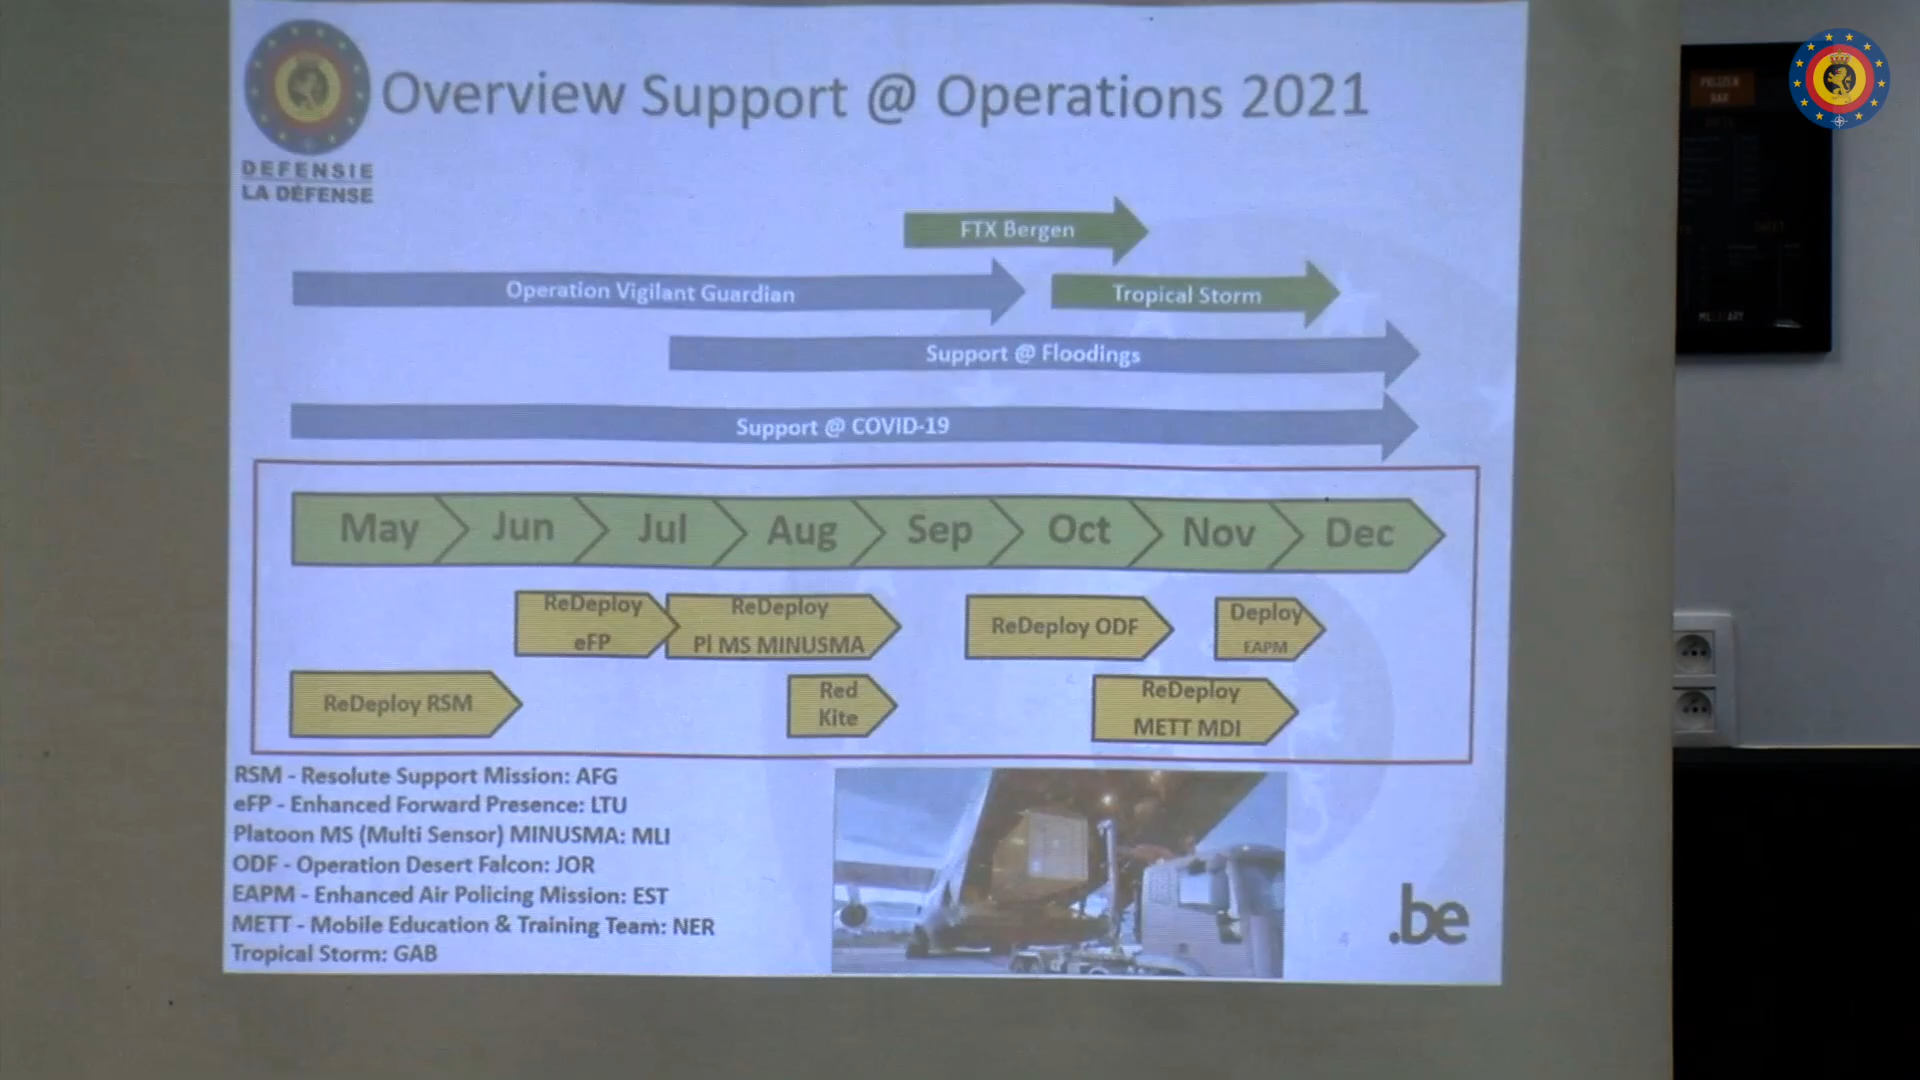 Overview Support @ Operations 2021
DEFENSIE
LA DÉFENSE
FTX Bergen
Operation Vigilant Guardian
Tropical Storm
Support @ Floodings
Support @ COVID-19
May
Jun
Jul
Aug
Sep
Oct
Nov
Dec
ReDeploy
eFP
ReDeploy
Pl MS MINUSMA
ReDeploy ODF
Deploy
EAPM
ReDeploy RSM
Red
Kite
ReDeploy
METT MDI
RSM - Resolute Support Mission: AFG
eFP - Enhanced Forward Presence: LTU
Platoon MS (Multi Sensor) MINUSMA: MLI
ODF - Operation Desert Falcon: JOR
EAPM - Enhanced Air Policing Mission: EST
METT - Mobile Education & Training Team: NER
Tropical Storm: GAB
4
.be